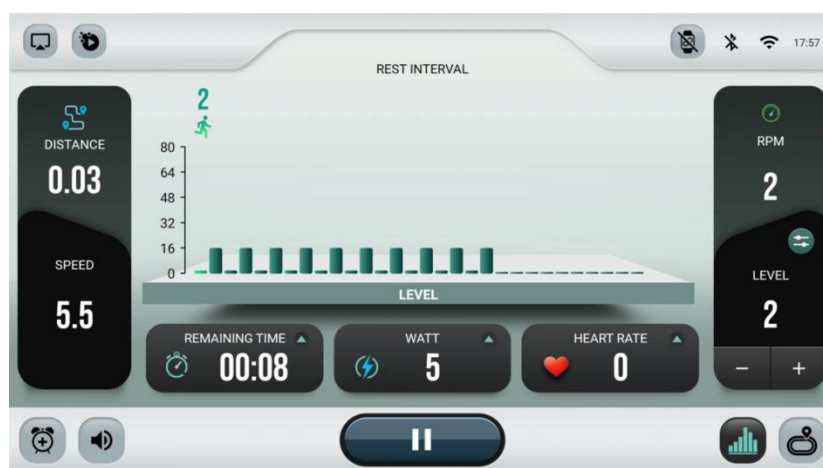 17:57
REST INTERVAL
2
DISTANCE
0.03
SPEED
5.5
80
64
48
32
16
0
LEVEL
RPM
2
LEVEL
2
− +
REMAINING TIME
00:08
WATT
5
HEART RATE
0